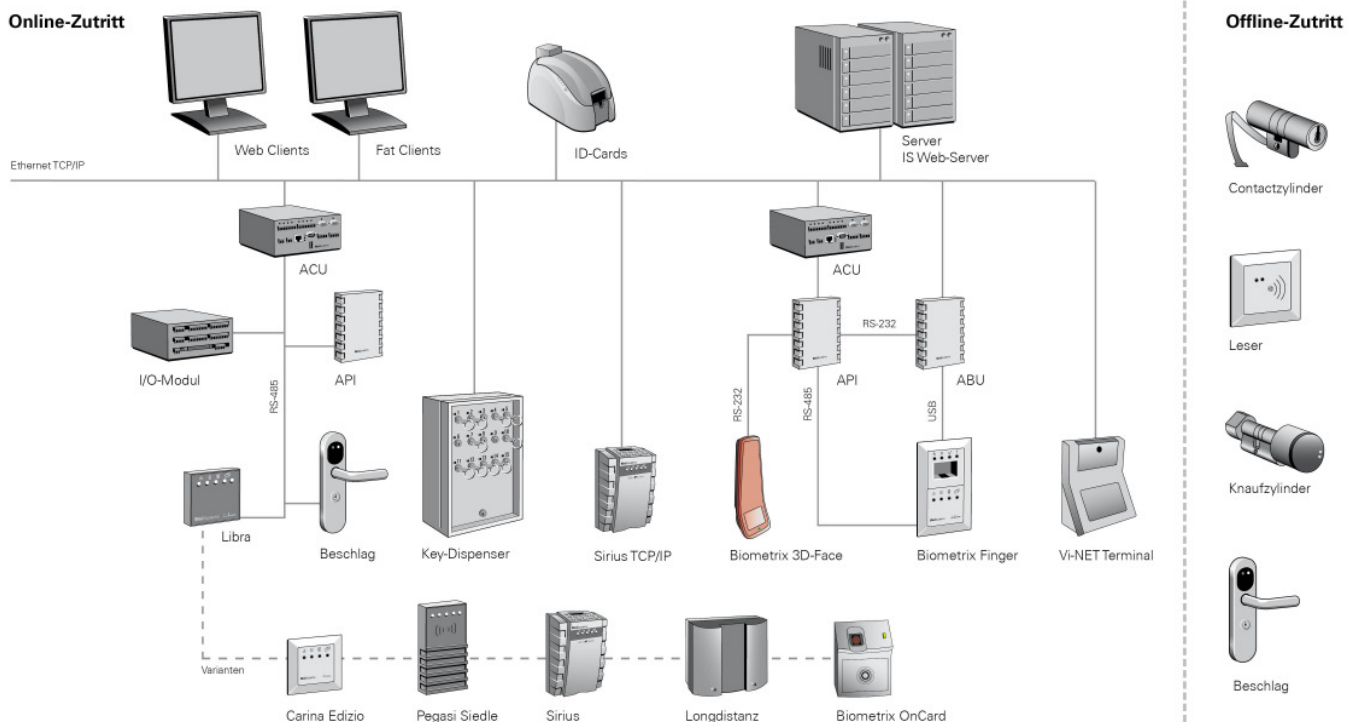 Online-Zutritt
Offline-Zutritt
Web Clients
Fat Clients
ID-Cards
Server
IS Web-Server
Ethernet TCP/IP
Contactzylinder
ACU
ACU
RS-232
Leser
I/O-Modul
API
RS-485
API
ABU
RS-232
RS-485
USB
Knaufzylinder
Libra
Beschlag
Key-Dispenser
Sirius TCP/IP
Biometrix 3D-Face
Biometrix Finger
Vi-NET Terminal
Varianten
Beschlag
Carina Edizio
Pegasi Siedle
Sirius
Longdistanz
Biometrix OnCard